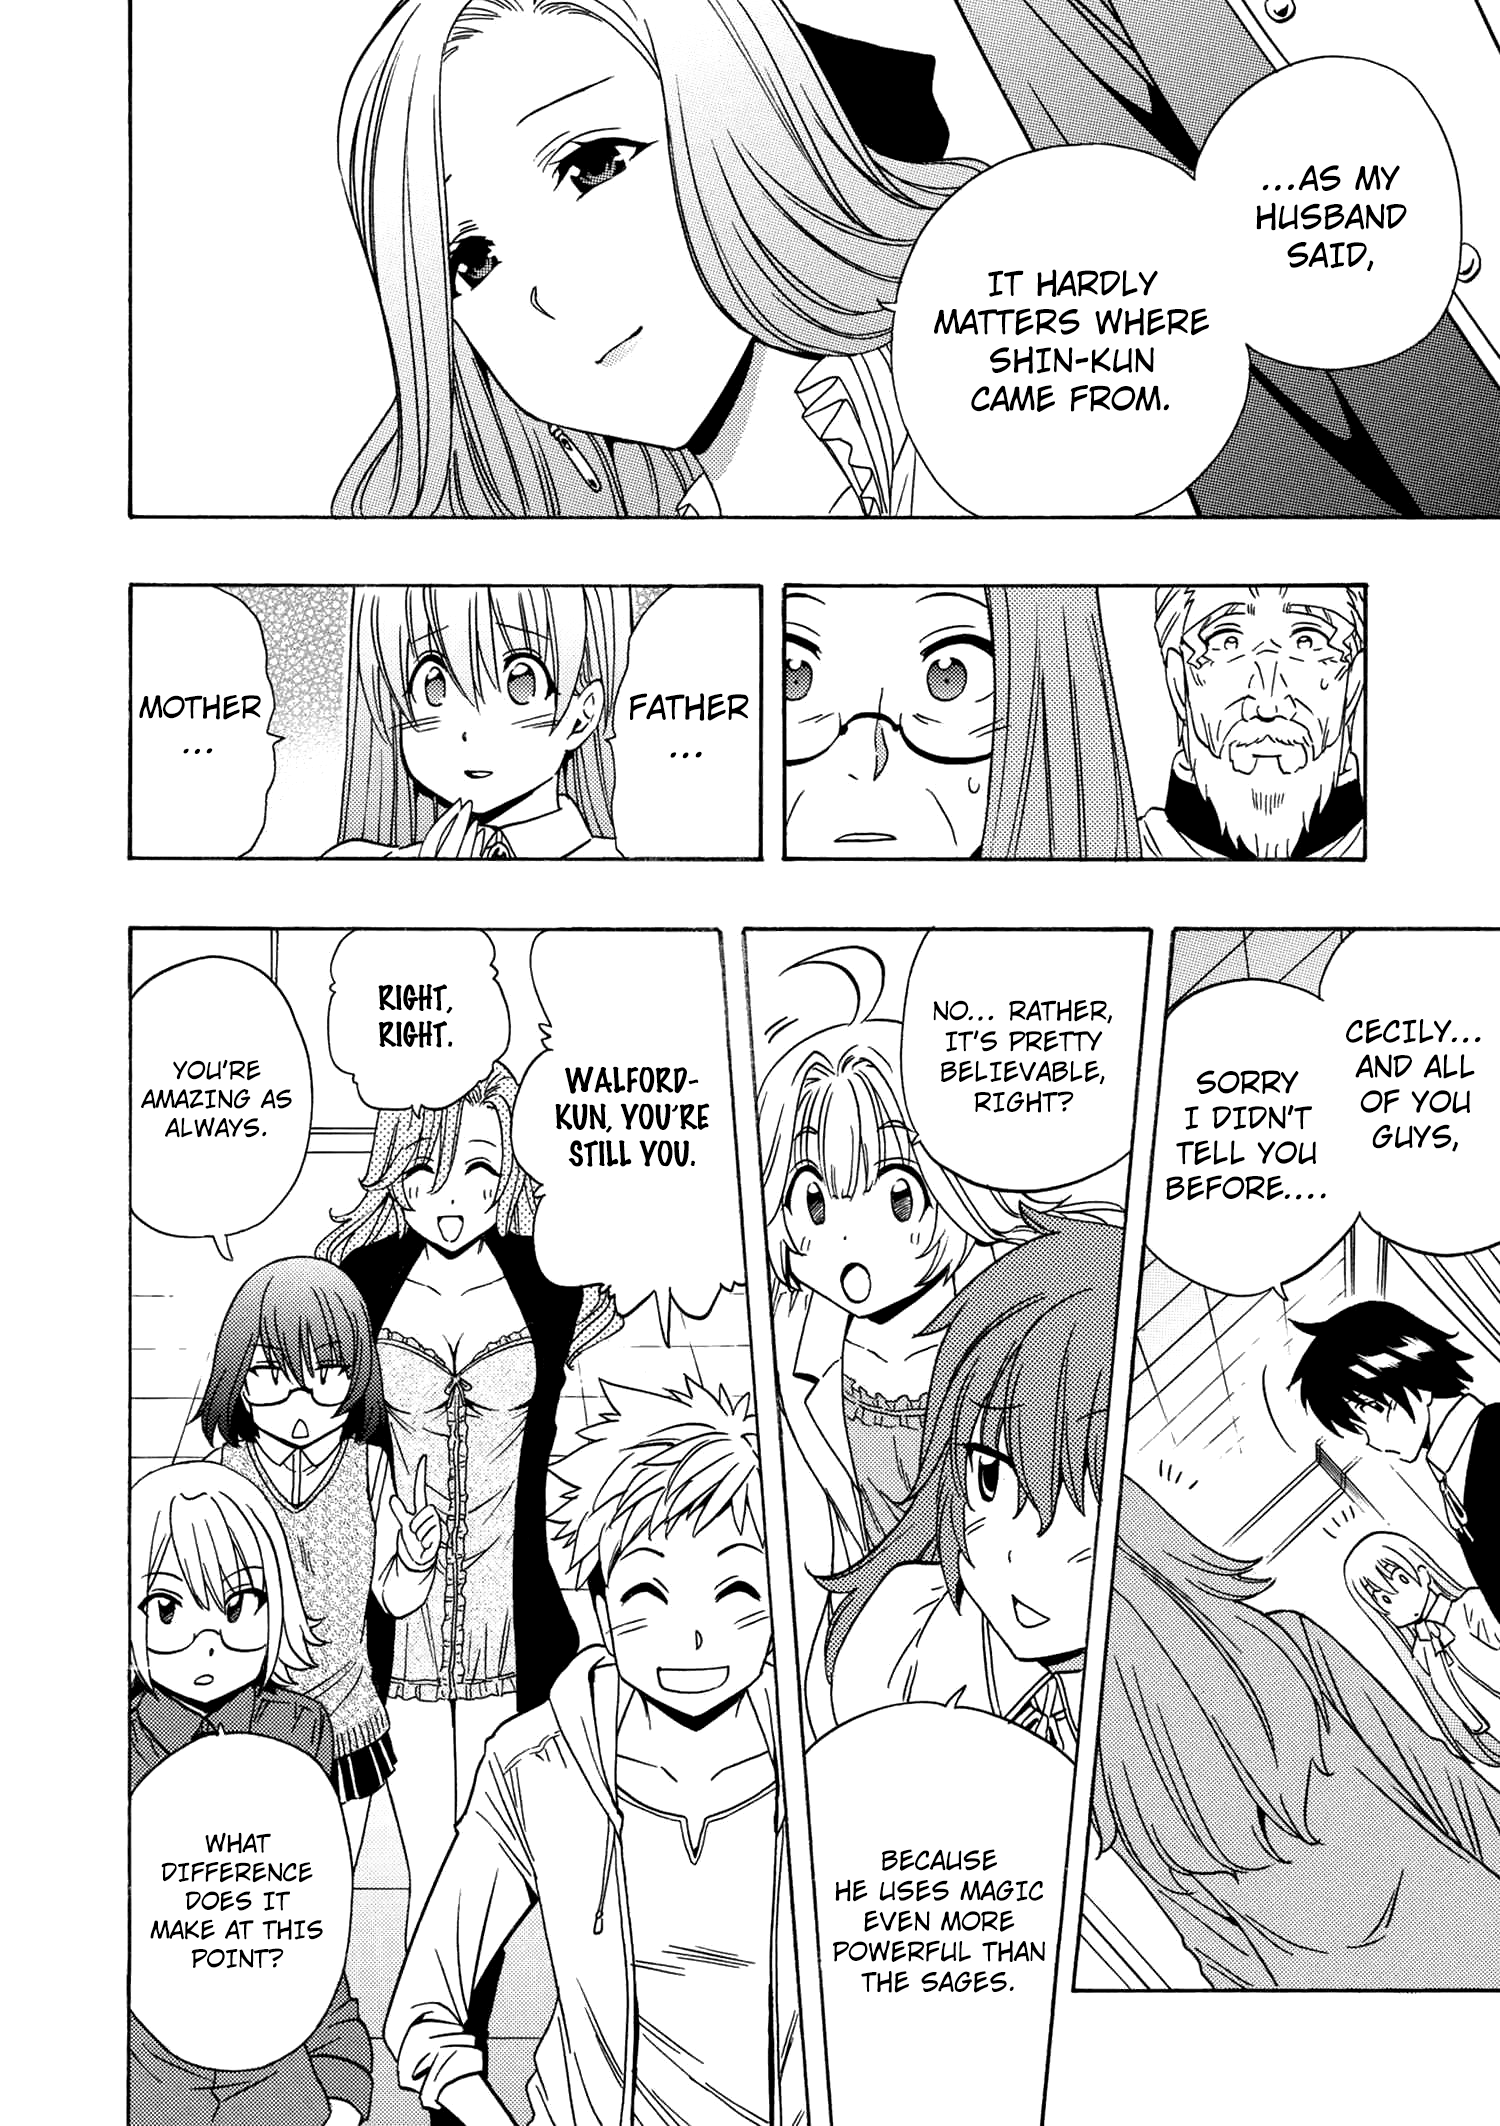 ...AS MY
HUSBAND
SAID,
IT HARDLY
MATTERS WHERE
SHIN-KUN
CAME FROM.
FATHER
...
MOTHER
...
CECILY...
AND ALL
OF YOU
GUYS,
SORRY
I DIDN'T
TELL YOU
BEFORE....
NO... RATHER,
IT'S PRETTY
BELIEVABLE,
RIGHT?
BECAUSE
HE USES MAGIC
EVEN MORE
POWERFUL THAN
THE SAGES.
WALFORD-
KUN, YOU'RE
STILL YOU.
RIGHT,
RIGHT.
YOU'RE
AMAZING AS
ALWAYS.
WHAT
DIFFERENCE
DOES IT
MAKE AT THIS
POINT?